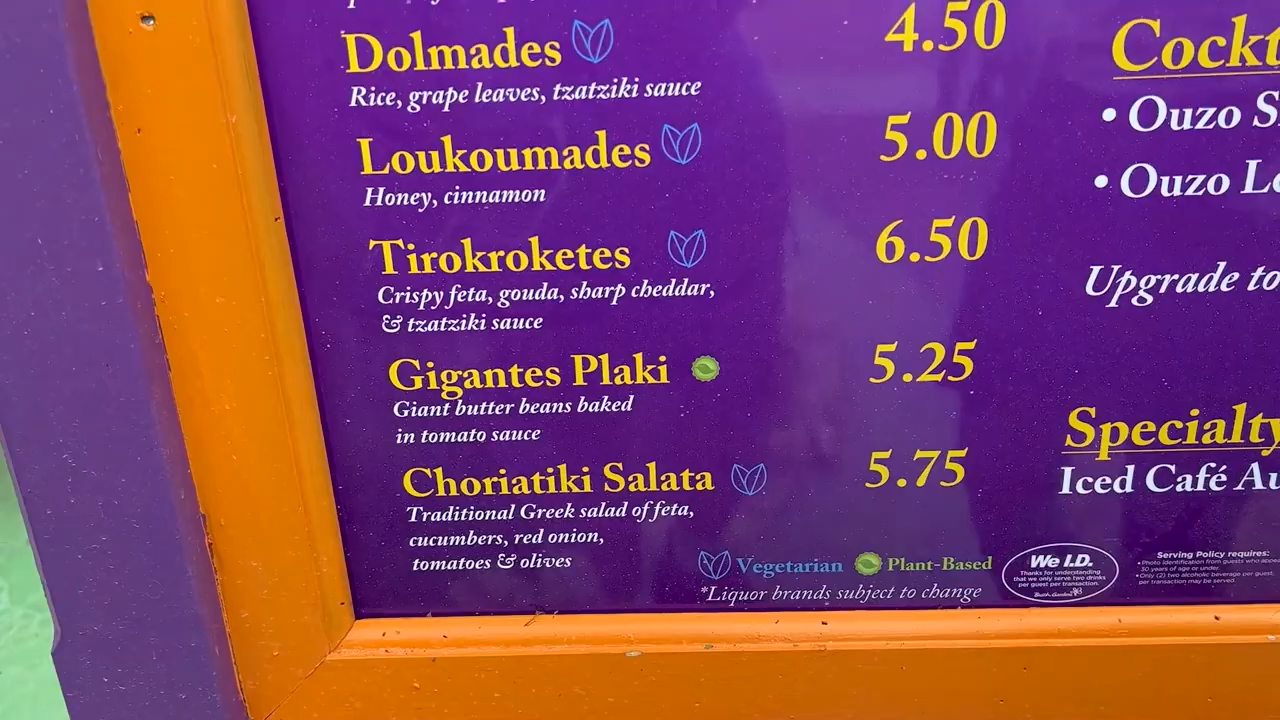 Dolmades
4.50
Rice, grape leaves, tzatziki sauce
Loukoumades
5.00
Honey, cinnamon
Tirokroketes
6.50
Crispy feta, gouda, sharp cheddar,
& tzatziki sauce
Gigantes Plaki
5.25
Giant butter beans baked
in tomato sauce
Choriatiki Salata
5.75
Traditional Greek salad of feta,
cucumbers, red onion,
tomatoes & olives
Vegetarian Plant-Based
*Liquor brands subject to change
Ouzo
Ouzo
Upgrade to
Specialty
Iced Café
We I.D.
Thanks for understanding
that we only serve two drinks
per guest per transaction.
Busch Gardens
Serving Policy requires:
•Photo identification from guests who
30 years of age or under.
•Only (2) two alcoholic beverage per guest,
per transaction may be served.